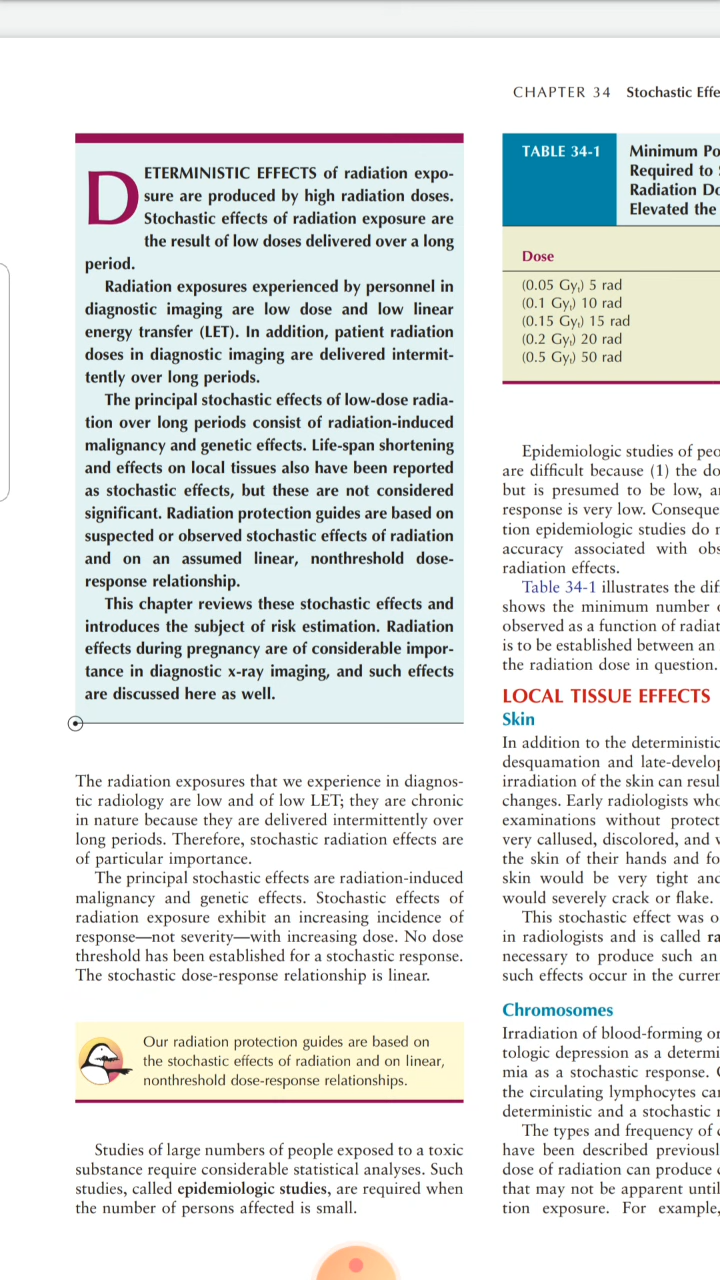 CHAPTER 34 Stochastic
DETERMINISTIC EFFECTS of radiation expo-
sure are produced by high radiation doses.
Stochastic effects of radiation exposure are
the result of low doses delivered over a long
period.
Radiation exposures experienced by personnel in
diagnostic imaging are low dose and low linear
energy transfer (LET). In addition, patient radiation
doses in diagnostic imaging are delivered intermit-
tently over long periods.
The principal stochastic effects of low-dose radia-
tion over long periods consist of radiation-induced
malignancy and genetic effects. Life-span shortening
and effects on local tissues also have been reported
as stochastic effects, but these are not considered
significant. Radiation protection guides are based on
suspected or observed stochastic effects of radiation
and on an assumed linear, nonthreshold dose-
response relationship.
This chapter reviews these stochastic effects and
introduces the subject of risk estimation. Radiation
effects during pregnancy are of considerable impor-
tance in diagnostic x-ray imaging, and such effects
are discussed here as well.
The radiation exposures that we experience in diagnos-
tic radiology are low and of low LET; they are chronic
in nature because they are delivered intermittently over
long periods. Therefore, stochastic radiation effects are
of particular importance.
The principal stochastic effects are radiation-induced
malignancy and genetic effects. Stochastic effects of
radiation exposure exhibit an increasing incidence of
response—not severity—with increasing dose. No dose
threshold has been established for a stochastic response.
The stochastic dose-response relationship is linear.
Our radiation protection guides are based on
the stochastic effects of radiation and on linear,
nonthreshold dose-response relationships.
Studies of large numbers of people exposed to a toxic
substance require considerable statistical analyses. Such
studies, called epidemiologic studies, are required when
the number of persons affected is small.
TABLE 34-1
Minimum
Required to
Radiation
Elevated the
Dose
(0.05 Gyt) 5 rad
(0.1 Gyt) 10 rad
(0.15 Gyt) 15 rad
(0.2 Gyt) 20 rad
(0.5 Gyt) 50 rad
Epidemiologic studies of
are difficult because (1) the
but is presumed to be low,
response is very low.
tion epidemiologic studies do
accuracy associated with
radiation effects.
Table 34-1 illustrates the
shows the minimum number
observed as a function of
is to be established between an
the radiation dose in question.
LOCAL TISSUE EFFECTS
Skin
In addition to the deterministic
desquamation and
irradiation of the skin can
changes. Early radiologists
examinations without
very callused, discolored, and
the skin of their hands and
skin would be very tight and
would severely crack or flake.
This stochastic effect was
in radiologists and is called
necessary to produce such an
such effects occur in the
Chromosomes
Irradiation of blood-forming
tologic depression as a
mia as a stochastic response.
the circulating lymphocytes
deterministic and a stochastic
The types and frequency of
have been described
dose of radiation can produce
that may not be apparent until
tion exposure. For example,